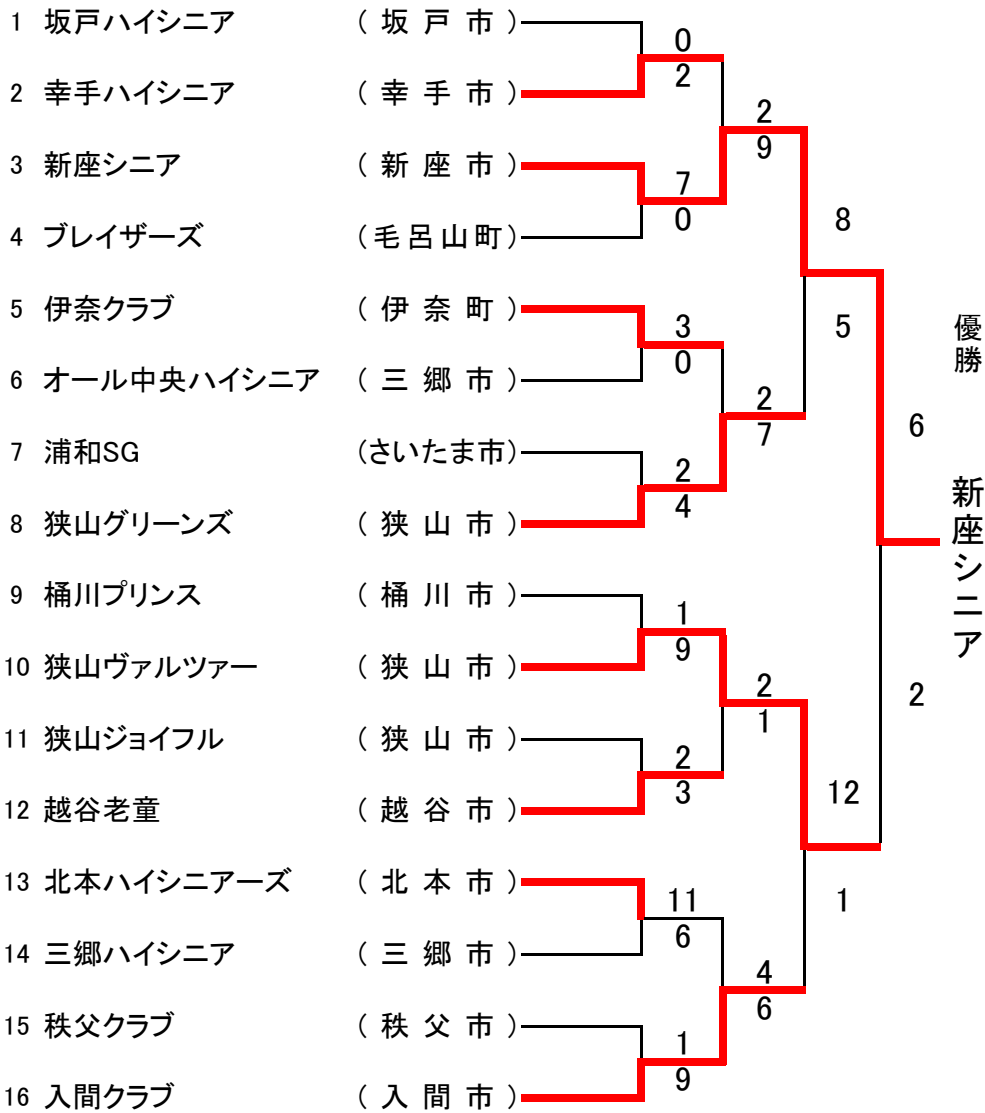 1 坂戸ハイシニア (坂戸市)
0
2
2 幸手ハイシニア (幸手市)
2
9
3 新座シニア (新座市)
7
0
4 ブレイザーズ (毛呂山町)
8
5
5 伊奈クラブ (伊奈町)
3
0
6 オール中央ハイシニア (三郷市)
2
7
7 浦和SG (さいたま市)
2
4
8 狭山グリーンズ (狭山市)
6
2
優勝
新座シニア
9 桶川プリンス (桶川市)
1
9
10 狭山ヴァルツァー (狭山市)
2
1
11 狭山ジョイフル (狭山市)
2
3
12 越谷老童 (越谷市)
12
1
13 北本ハイシニアーズ (北本市)
11
6
14 三郷ハイシニア (三郷市)
4
6
15 秩父クラブ (秩父市)
1
9
16 入間クラブ (入間市)